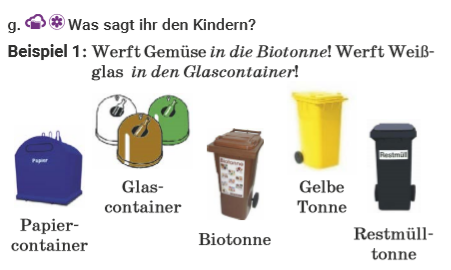 g. Was sagt ihr den Kindern?
Beispiel 1: Werft Gemüse in die Biotonne! Werft Weiß-
glas in den Glascontainer!
Papier
Restmüll
Glas-
container
Gelbe
Tonne
Papier-
container
Biotonne
Restmüll-
tonne